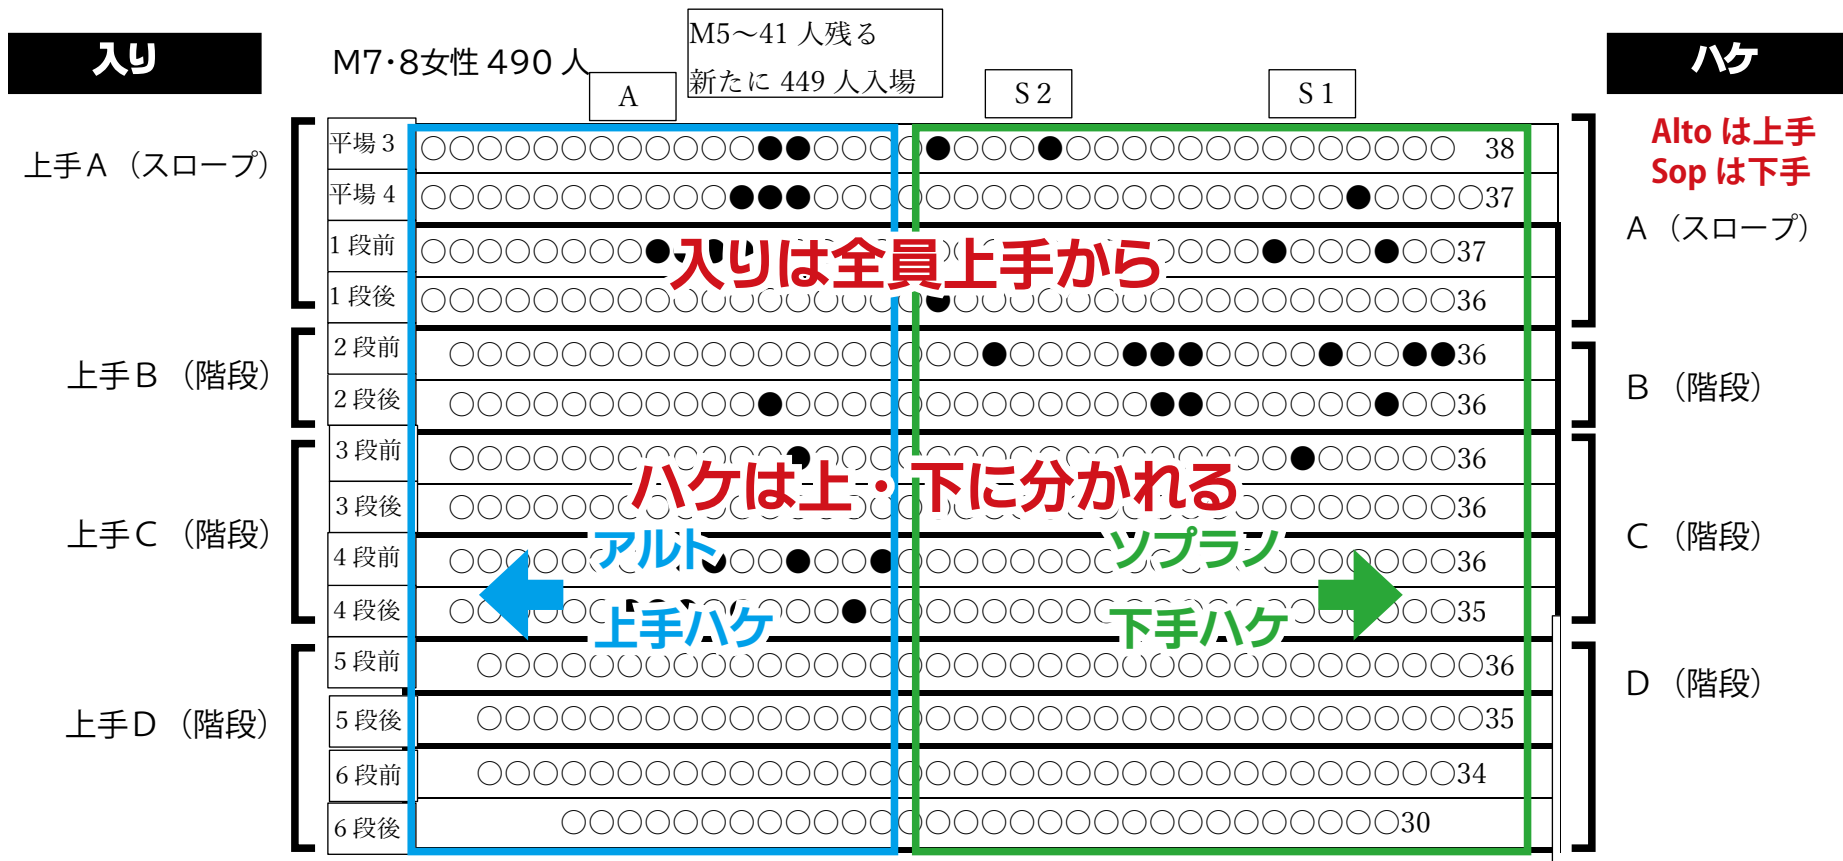 入り
M7･8女性 490 人
M5～41 人残る
新たに 449 人入場
A
S 2
S 1
ハケ
Alto は上手
Sop は下手
上手A（スロープ）
上手B（階段）
上手C（階段）
上手D（階段）
平場 3
38
平場 4
37
1 段前
37
1 段後
36
2 段前
36
2 段後
36
3 段前
36
3 段後
36
4 段前
36
4 段後
35
5 段前
36
5 段後
35
6 段前
34
6 段後
30
入りは全員上手から
ハケは上・下に分かれる
アルト
上手ハケ
ソプラノ
下手ハケ
A（スロープ）
B（階段）
C（階段）
D（階段）